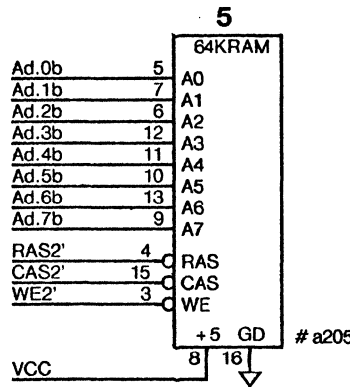 5
64KRAM
Ad.0b 5 A0
Ad.1b 7 A1
Ad.2b 6 A2
Ad.3b 12 A3
Ad.4b 11 A4
Ad.5b 10 A5
Ad.6b 13 A6
Ad.7b 9 A7
RAS2' 4 RAS
CAS2' 15 CAS
WE2' 3 WE
+5 GD # a205
8 16
VCC